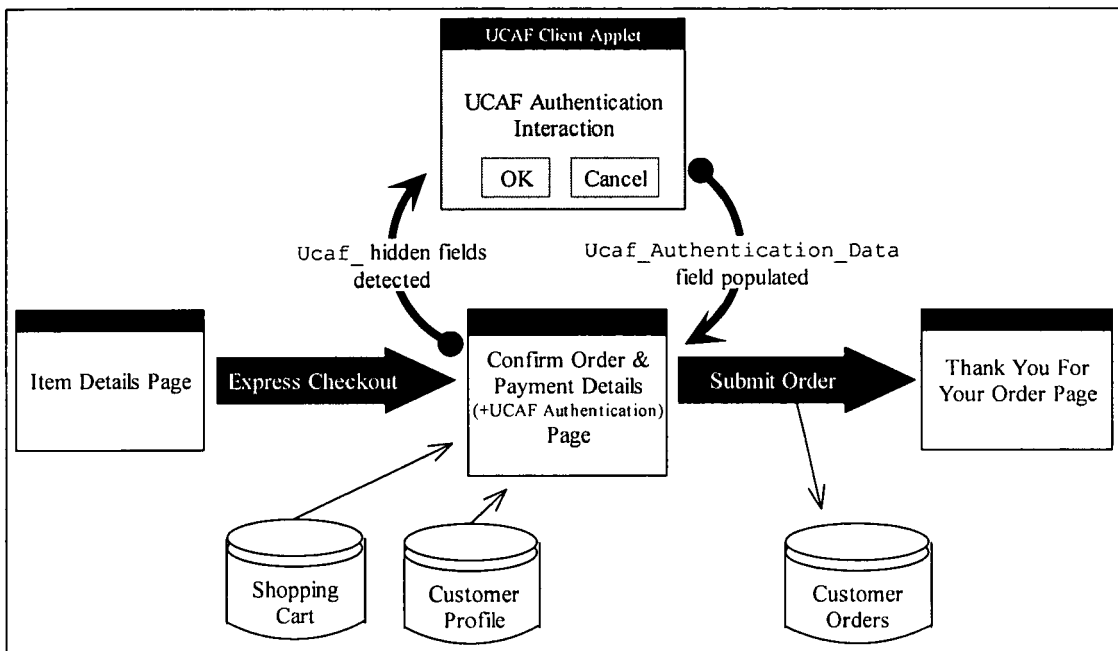 UCAF Client Applet
UCAF Authentication
Interaction
OK
Cancel
Ucaf_ hidden fields
detected
Ucaf_Authentication_Data
field populated
Item Details Page
Express Checkout
Confirm Order &
Payment Details
(+UCAF Authentication)
Page
Submit Order
Thank You For
Your Order Page
Shopping
Cart
Customer
Profile
Customer
Orders